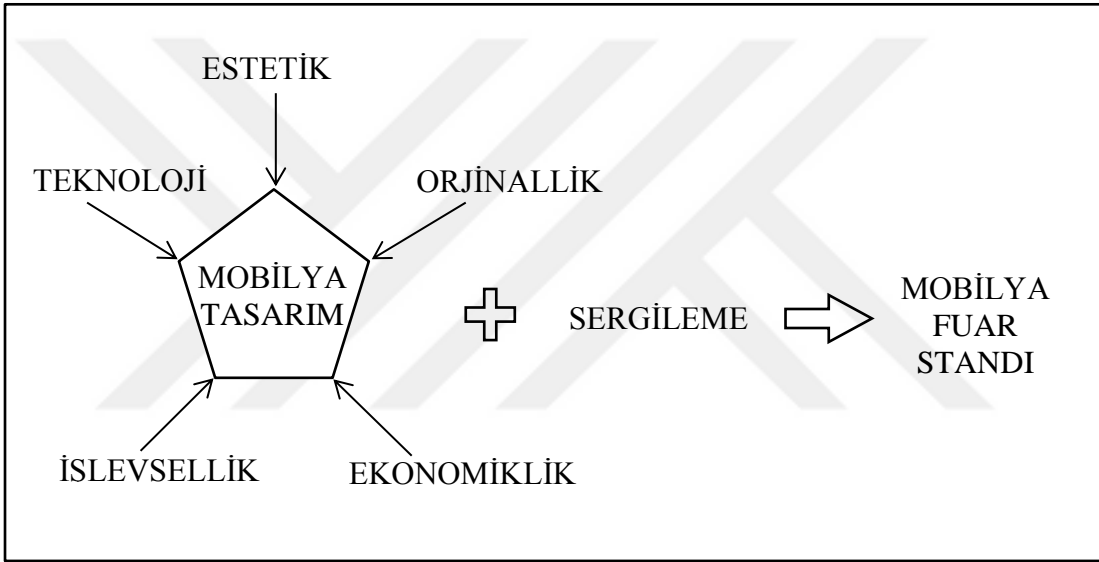 ESTETİK
TEKNOLOJİ
ORJİNALLİK
MOBİLYA
TASARIM
SERGİLEME
MOBİLYA
FUAR
STANDI
İSLEVSELLİK
EKONOMİKLİK